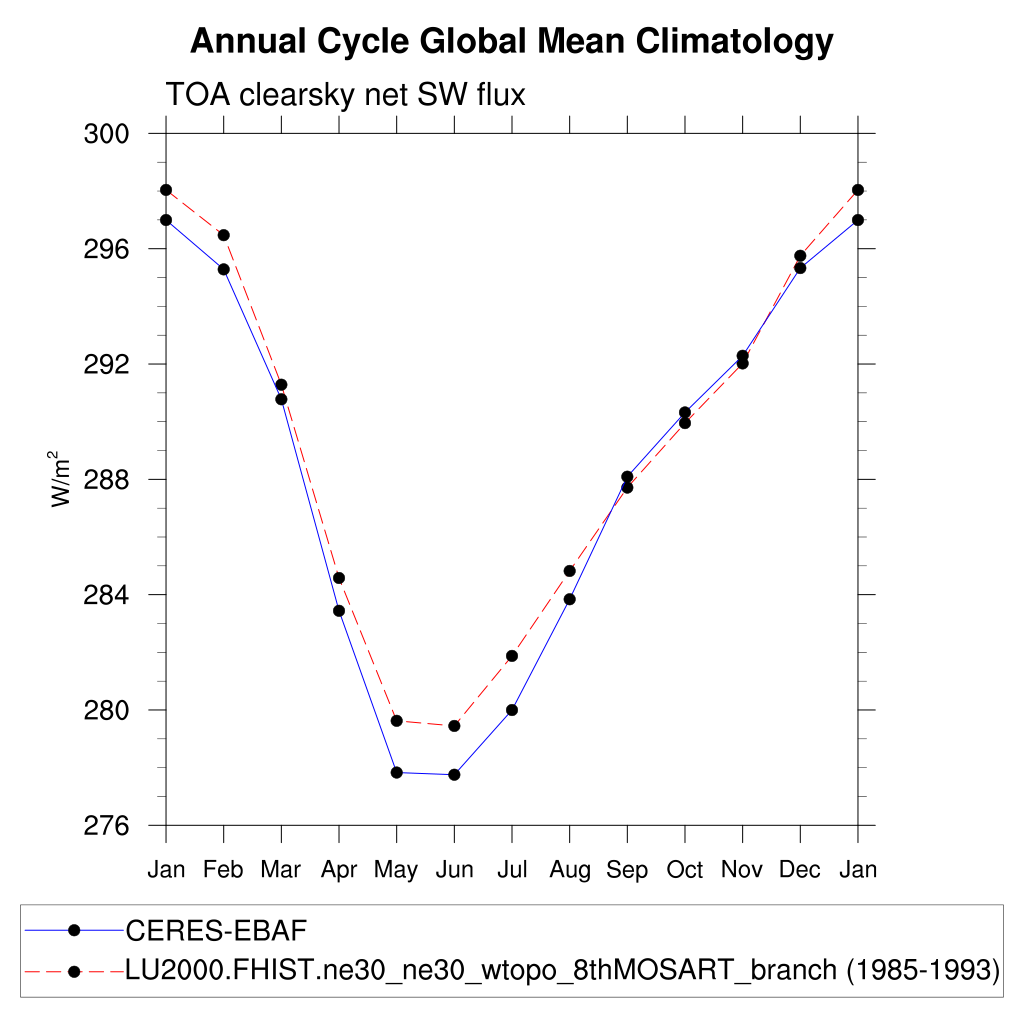 Annual Cycle Global Mean Climatology
TOA clearsky net SW flux
300
296
292
288
284
280
276
W/m²
Jan Feb Mar Apr May Jun Jul Aug Sep Oct Nov Dec Jan
CERES-EBAF
LU2000.FHIST.ne30_ne30_wtopo_8thMOSART_branch (1985-1993)